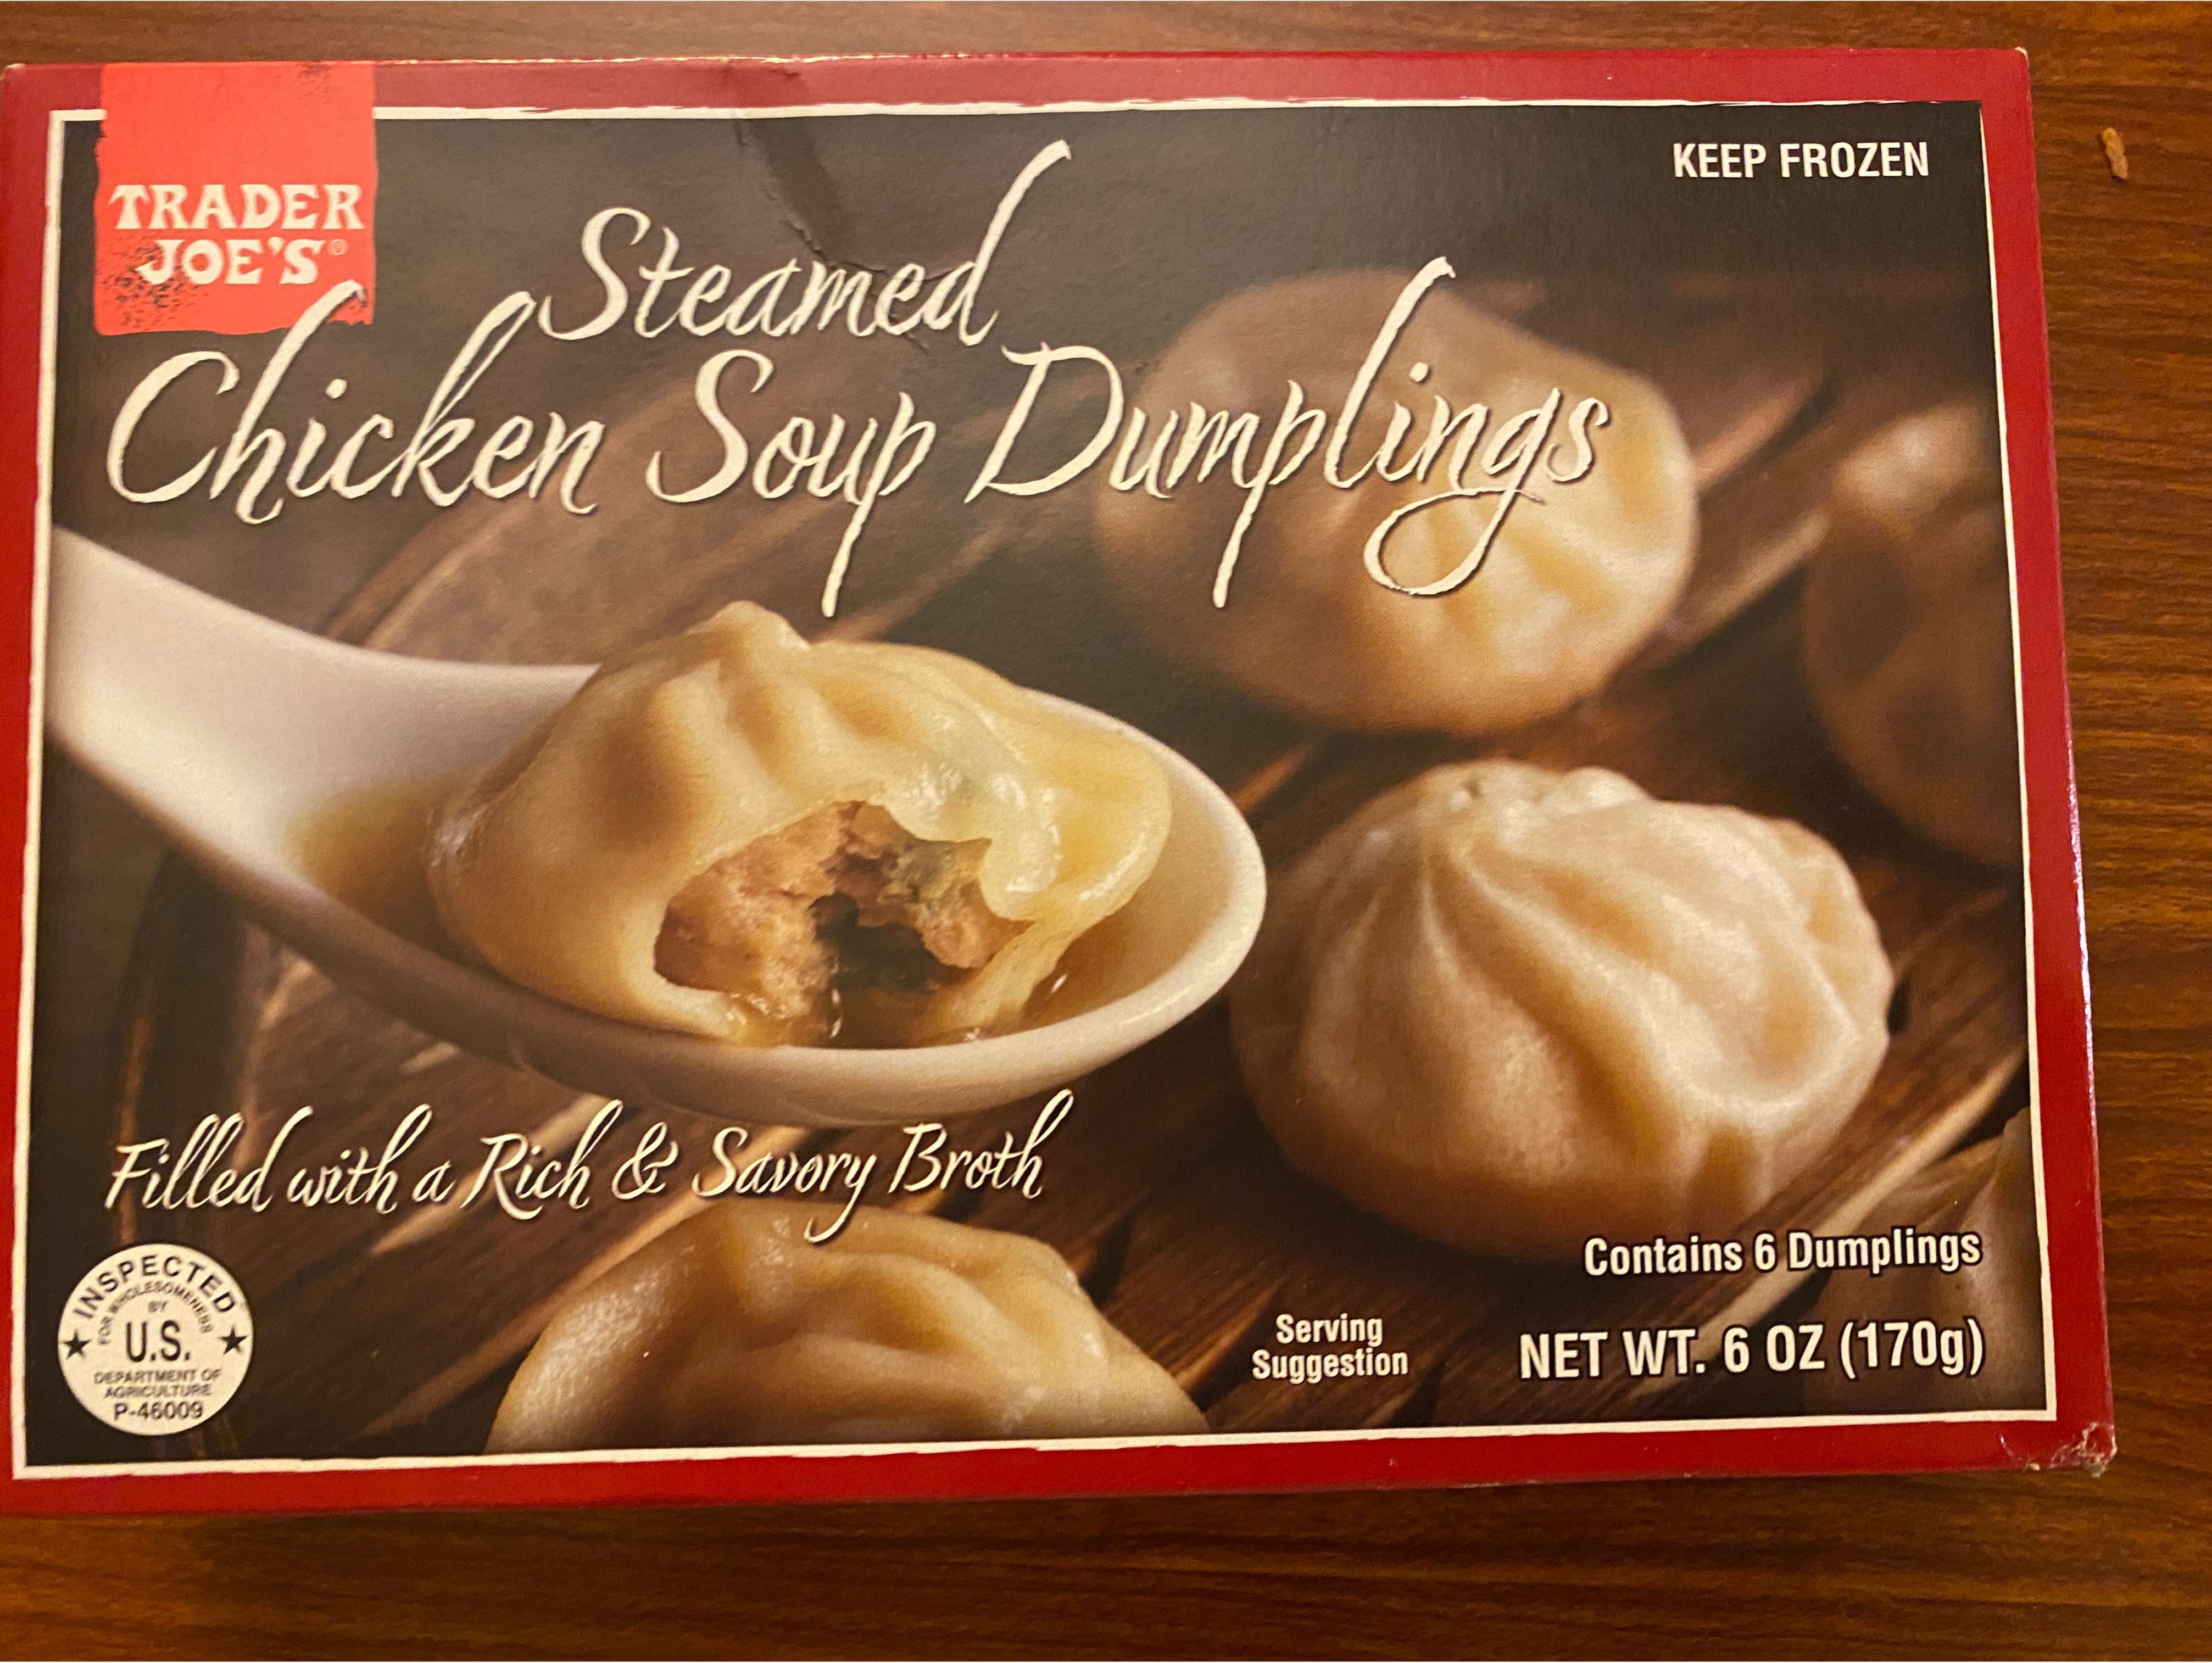 TRADER
JOE'S®
KEEP FROZEN
Steamed
Chicken Soup Dumplings
Filled with a Rich & Savory Broth
INSPECTED
FOR WHOLESOMENESS
BY
U.S.
DEPARTMENT OF
AGRICULTURE
P-46009
Serving
Suggestion
Contains 6 Dumplings
NET WT. 6 OZ (170g)